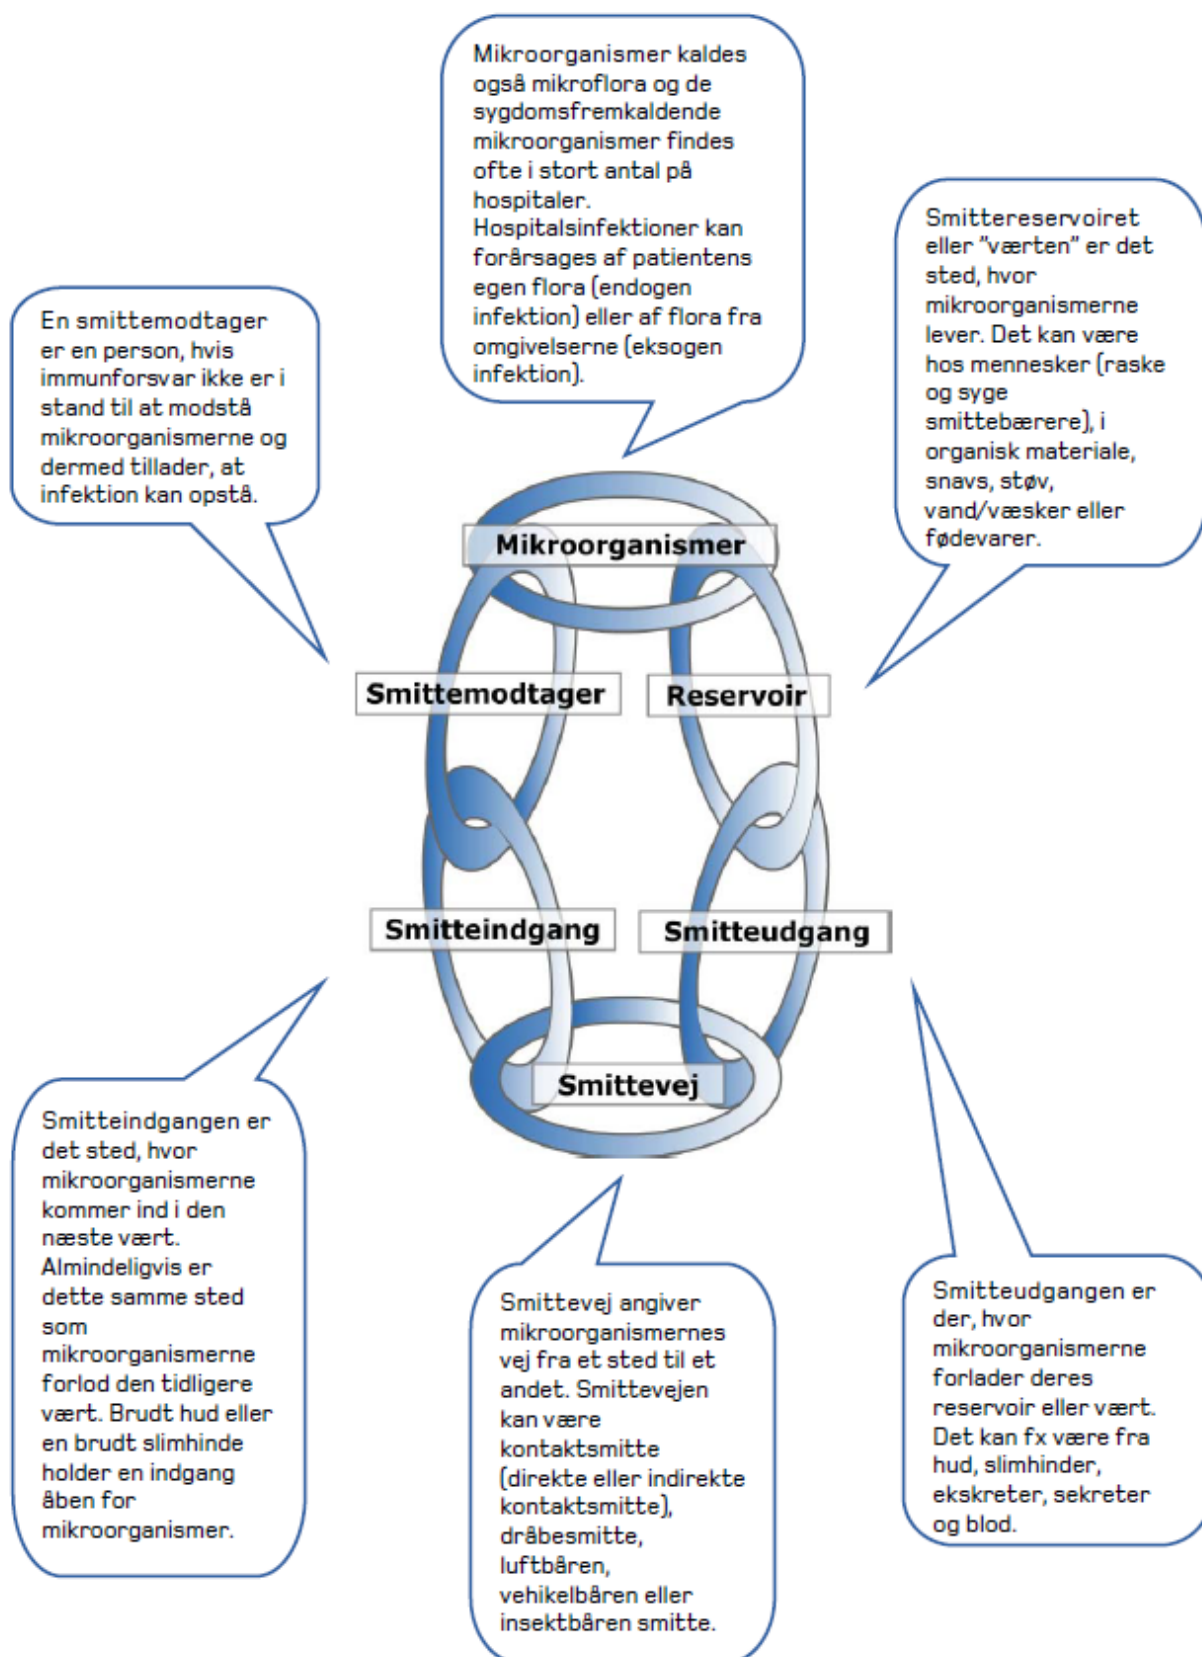 Mikroorganismer kaldes
også mikroflora og de
sygdomsfremkaldende
mikroorganismer findes
ofte i stort antal på
hospitaler.
Hospitalsinfektioner kan
forårsages af patientens
egen flora (endogen
infektion) eller af flora fra
omgivelserne (eksogen
infektion).
Smittereservoiret
eller ”værten” er det
sted, hvor
mikroorganismerne
lever. Det kan være
hos mennesker (raske
og syge
smittebærere), i
organisk materiale,
snavs, støv,
vand/væsker eller
fødevarer.
En smittemodtager
er en person, hvis
immunforsvar ikke er i
stand til at modstå
mikroorganismerne og
dermed tillader, at
infektion kan opstå.
Mikroorganismer
Smittemodtager
Reservoir
Smitteindgang
Smitteudgang
Smittevej
Smitteindgangen er
det sted, hvor
mikroorganismerne
kommer ind i den
næste vært.
Almindeligvis er
dette samme sted
som
mikroorganismerne
forlod den tidligere
vært. Brudt hud eller
en brudt slimhinde
holder en indgang
åben for
mikroorganismer.
Smittevej angiver
mikroorganismernes
vej fra et sted til et
andet. Smittevejen
kan være
kontaktsmitte
(direkte eller indirekte
kontaktsmitte),
dråbesmitte,
luftbåren,
vehikelbåren eller
insektbåren smitte.
Smitteudgangen er
der, hvor
mikroorganismerne
forlader deres
reservoir eller vært.
Det kan fx være fra
hud, slimhinder,
ekskreter, sekreter
og blod.